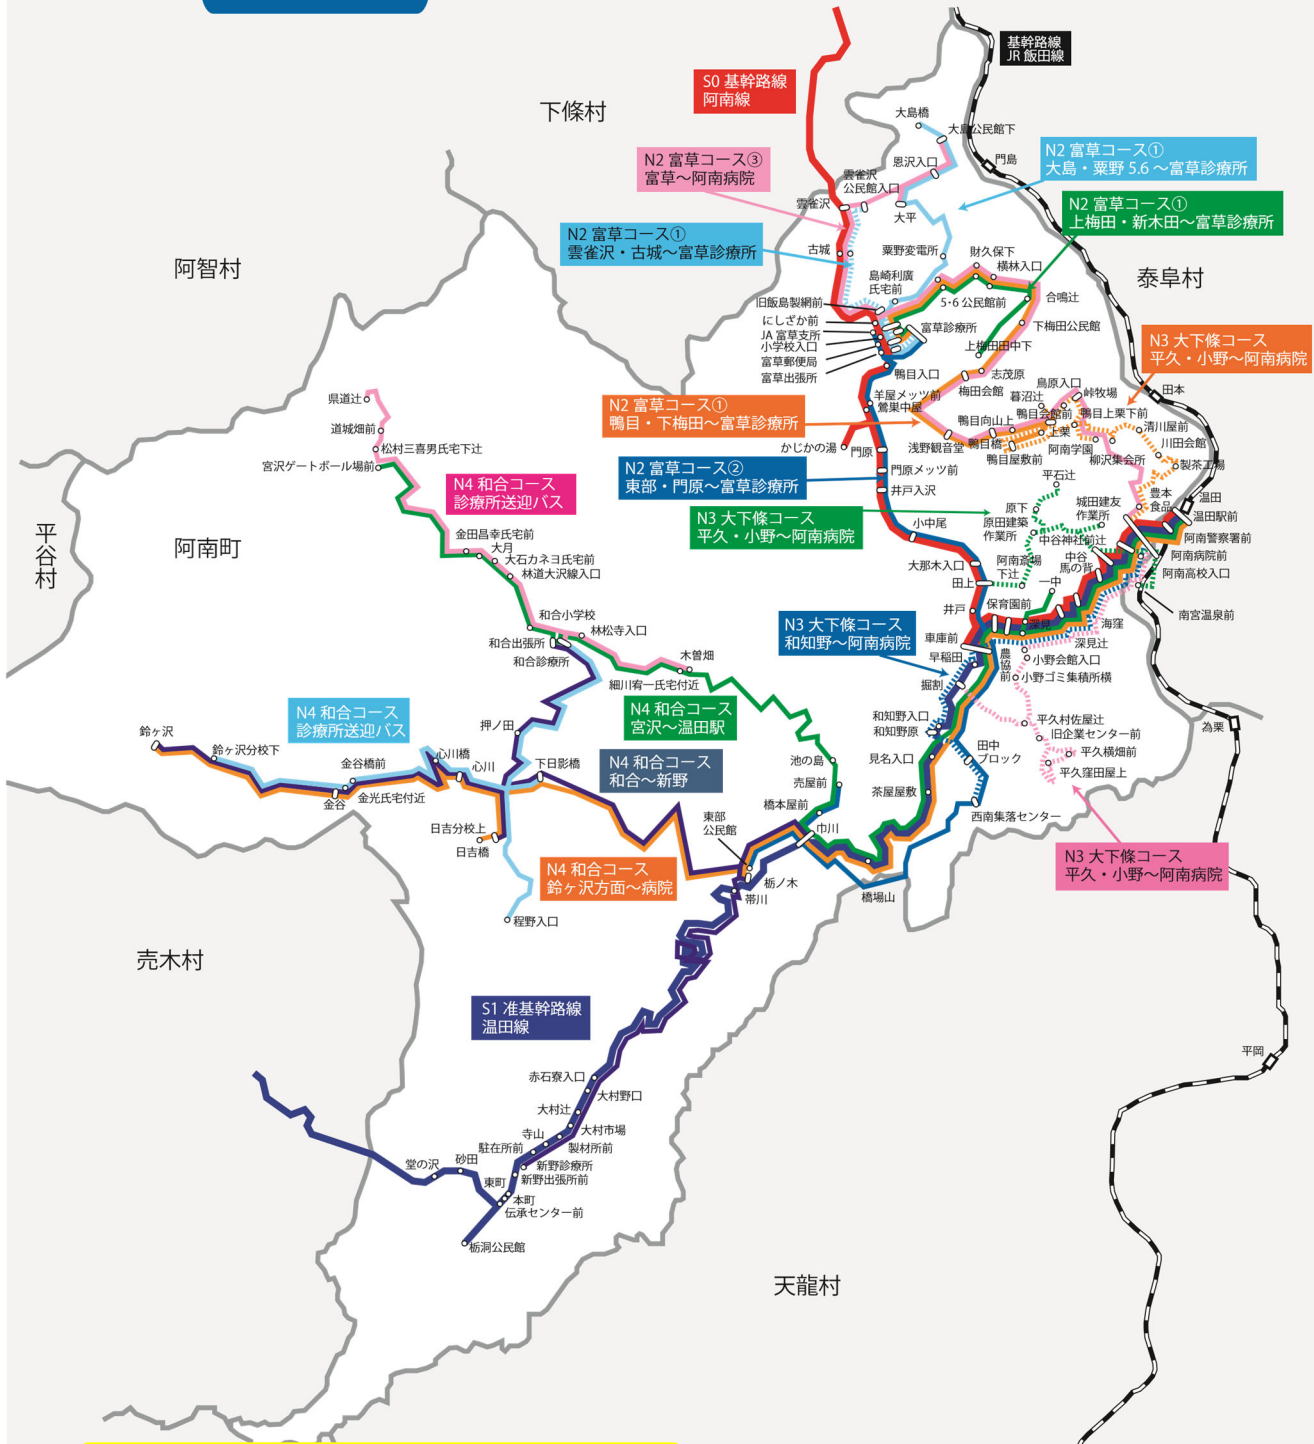 基幹路線
JR 飯田線
S0 基幹路線
阿南線
下條村
大島橋
大島公民館下
門島
N2 富草コース③
富草～阿南病院
恩沢入口
N2 富草コース①
大島・粟野 5.6 ～富草診療所
雲雀沢
公民館入口
雲雀沢
大平
N2 富草コース①
上梅田・新木田～富草診療所
N2 富草コース①
雲雀沢・古城～富草診療所
古城
粟野変電所
財久保下
横林入口
阿智村
泰阜村
島崎利廣
氏宅前
合鳴辻
旧飯島製網前
5・6 公民館前
にしざか前
富草診療所
下梅田公民館
JA 富草支所
小学校入口
富草郵便局
富草出張所
上梅田田中下
N3 大下條コース
平久・小野～阿南病院
鴨目入口
志茂原
梅田会館
鳥原入口
峠牧場
田本
県道辻
羊屋メッツ前
鴬巣中屋
暮沼辻
N2 富草コース①
鴨目・下梅田～富草診療所
鴨目向山上
鴨目会館前
鴨目上栗下前
道城畑前
上栗
清川屋前
浅野観音堂
鴨目橋
阿南学園
川田会館
松村三喜男氏宅下辻
かじかの湯
門原
鴨目屋敷前
柳沢集会所
製茶工場
宮沢ゲートボール場前
N2 富草コース②
東部・門原～富草診療所
門原メッツ前
平石辻
N4 和合コース
診療所送迎バス
井戸入沢
原下
城田建友
作業所
豊本
食品
温田
温田駅前
N3 大下條コース
平久・小野～阿南病院
小中尾
原田建築
作業所
中谷神社前辻
阿南警察署前
平谷村
阿南町
金田昌幸氏宅前
大月
大石カネヨ氏宅前
林道大沢線入口
大那木入口
阿南斎場
下辻
中谷
馬の背
阿南病院前
阿南高校入口
田上
一中
和合小学校
林松寺入口
井戸
保育園前
南宮温泉前
N3 大下條コース
和知野～阿南病院
深見
海窪
和合出張所
和合診療所
車庫前
早稲田
農協前
深見辻
小野会館入口
木曽畑
細川宥一氏宅付近
掘割
小野ゴミ集積所横
N4 和合コース
診療所送迎バス
N4 和合コース
宮沢～温田駅
鈴ヶ沢
押ノ田
和知野入口
和知野原
平久村佐屋辻
旧企業センター前
為栗
鈴ヶ沢分校下
心川橋
N4 和合コース
和合～新野
田中
ブロック
平久横畑前
金谷橋前
心川
下日影橋
池の島
見名入口
平久窪田屋上
金谷
金光氏宅付近
売屋前
茶屋屋敷
橋本屋前
日吉分校上
日吉橋
東部
公民館
巾川
西南集落センター
N4 和合コース
鈴ヶ沢方面～病院
N3 大下條コース
平久・小野～阿南病院
栃ノ木
帯川
橋場山
程野入口
売木村
S1 准基幹路線
温田線
平岡
赤石寮入口
大村野口
大村辻
寺山
大村市場
駐在所前
製材所前
堂の沢
砂田
新野診療所
東町
新野出張所前
本町
伝承センター前
栃洞公民館
天龍村